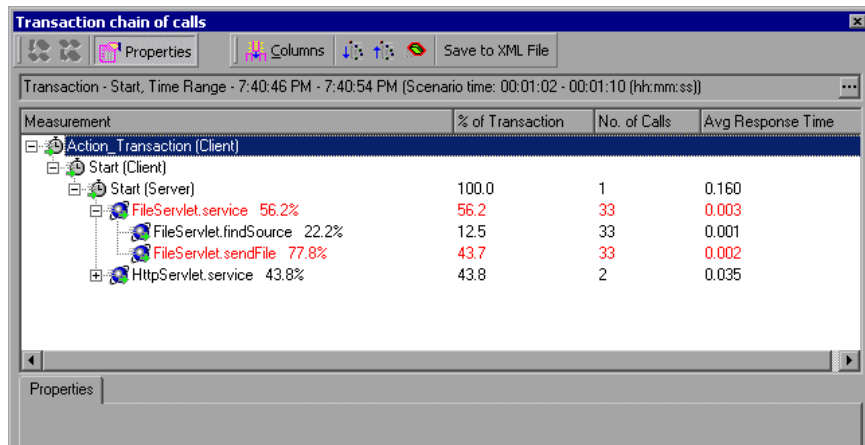 Transaction chain of calls
Properties Columns Save to XML File
Transaction - Start, Time Range - 7:40:46 PM - 7:40:54 PM (Scenario time: 00:01:02 - 00:01:10 (hh:mm:ss)) ...
Measurement % of Transaction No. of Calls Avg Response Time
Action_Transaction (Client)
Start (Client)
Start (Server) 100.0 1 0.160
FileServlet.service 56.2% 56.2 33 0.003
FileServlet.findSource 22.2% 12.5 33 0.001
FileServlet.sendFile 77.8% 43.7 33 0.002
HttpServlet.service 43.8% 43.8 2 0.035
Properties